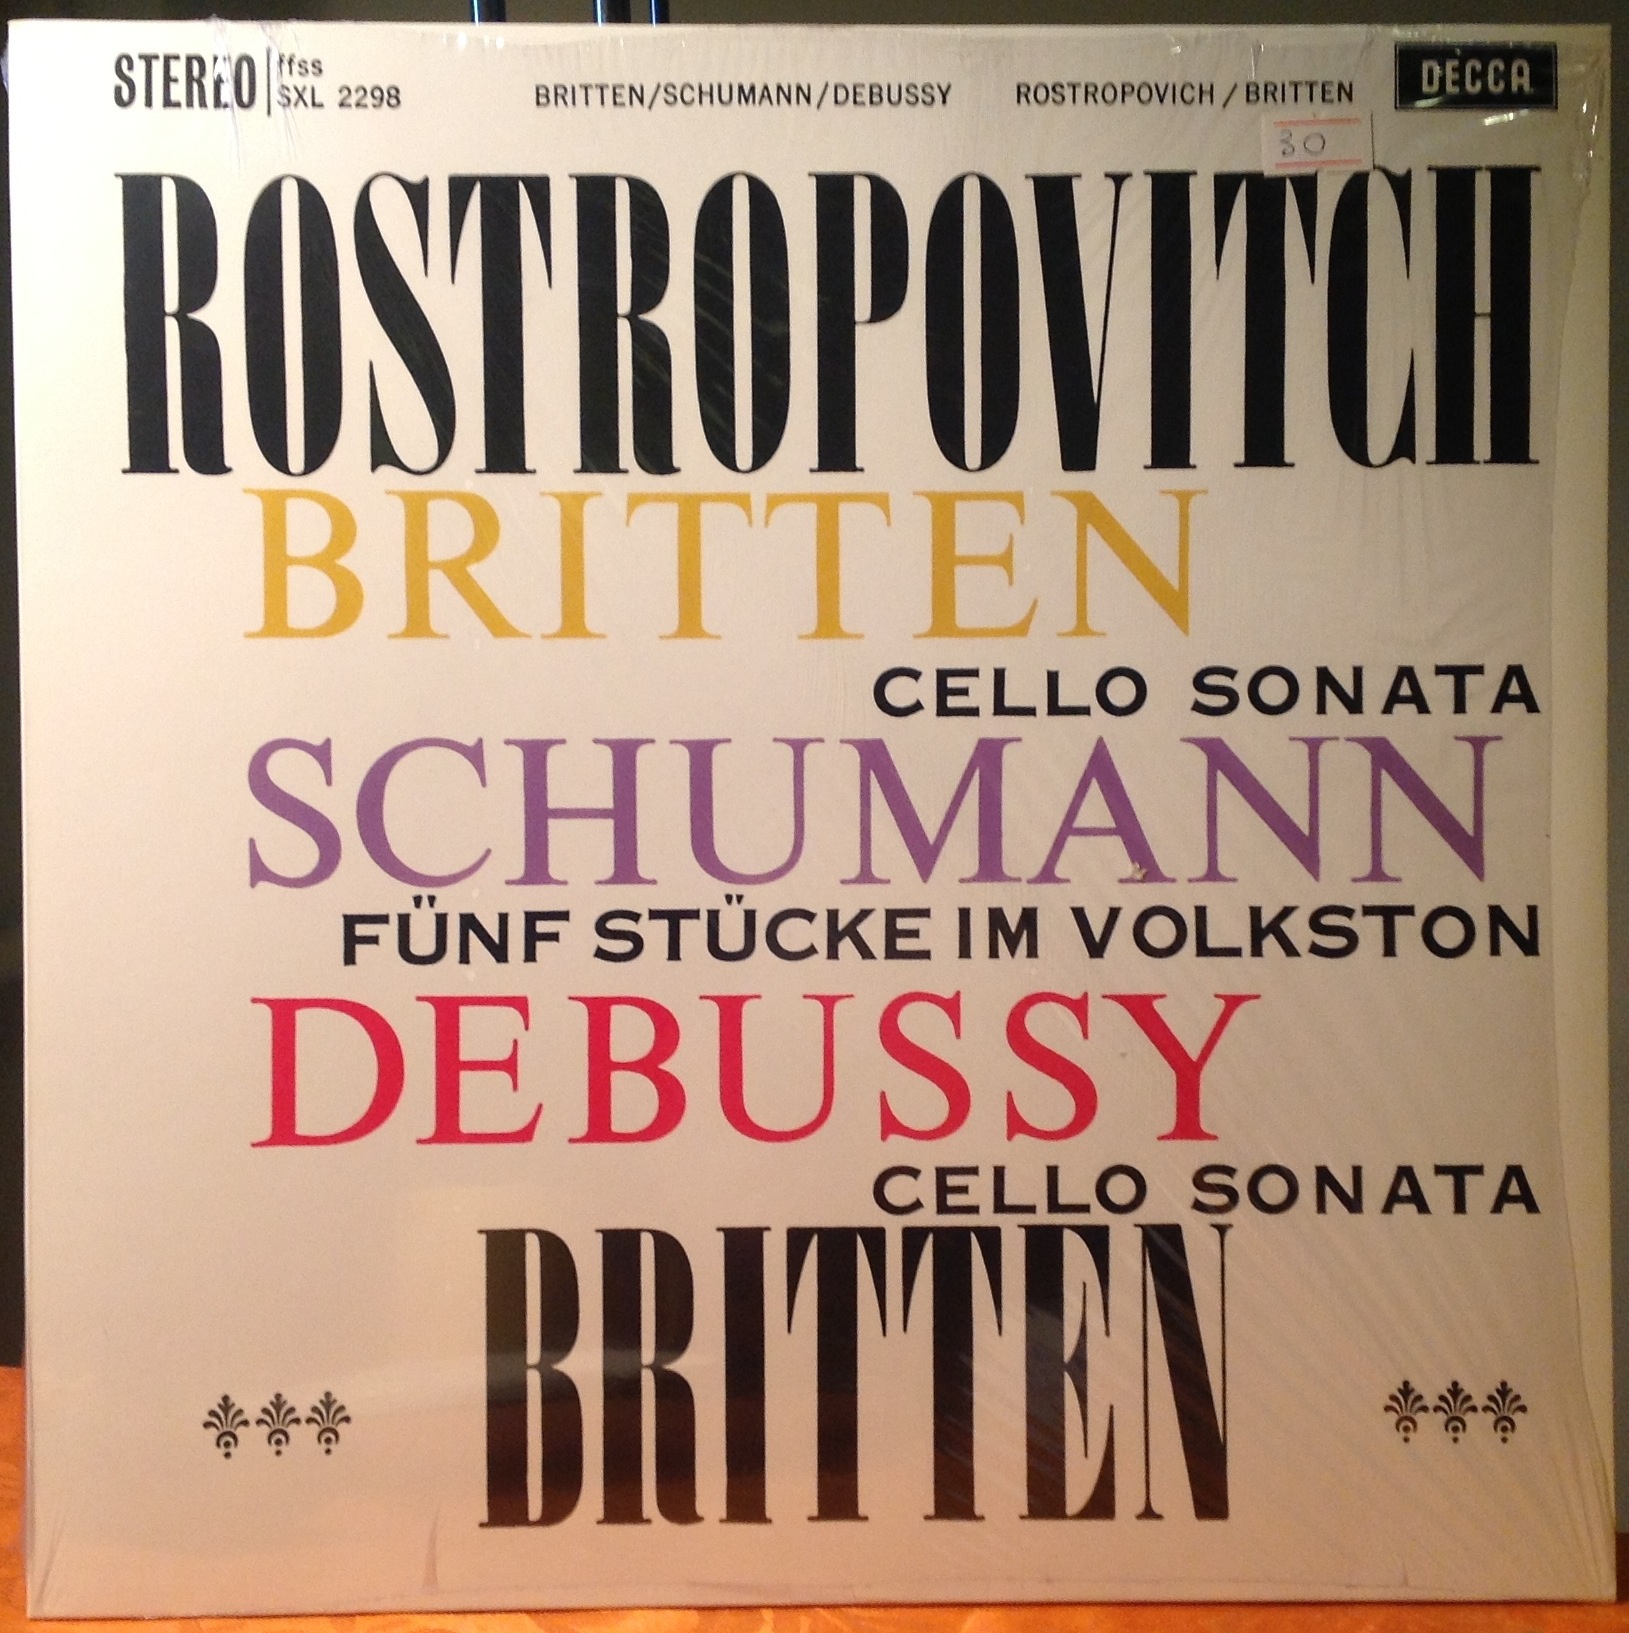 STEREO ffss
SXL 2298
BRITTEN/SCHUMANN/DEBUSSY
ROSTROPOVICH / BRITTEN
DECCA
30
ROSTROPOVITCH
BRITTEN
CELLO SONATA
SCHUMANN
FÜNF STÜCKE IM VOLKSTON
DEBUSSY
CELLO SONATA
BRITTEN